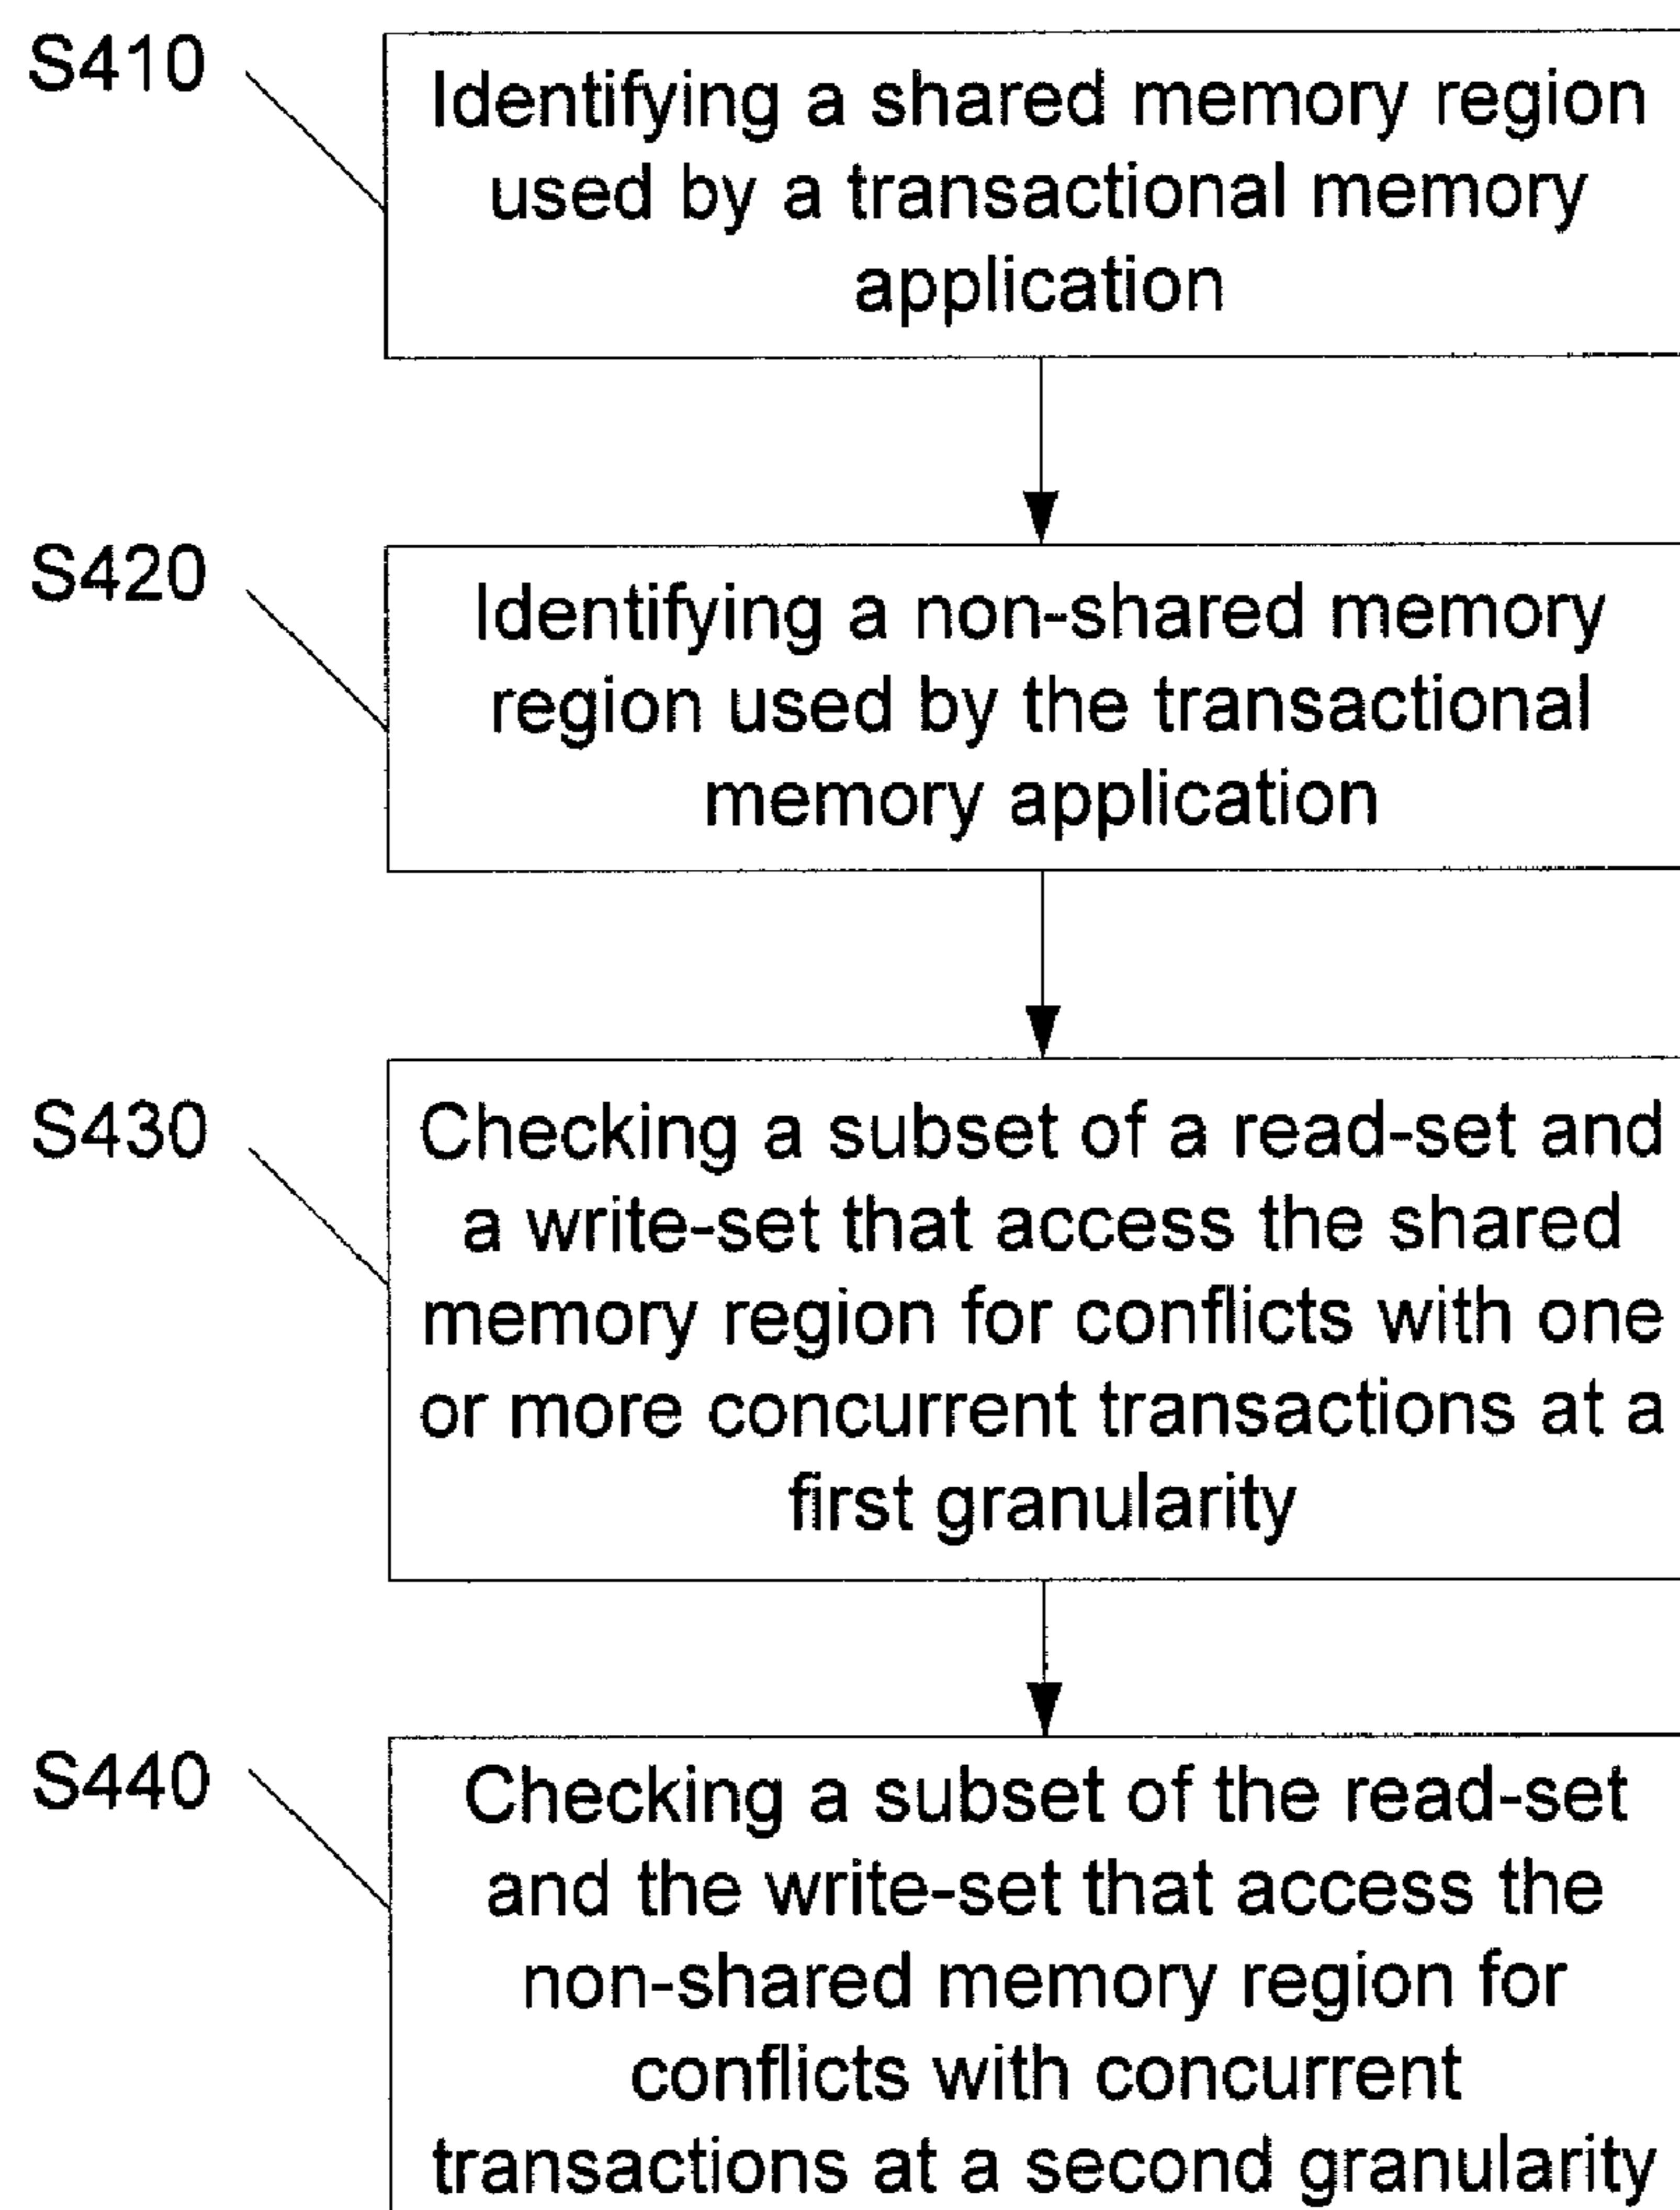 S410
Identifying a shared memory region
used by a transactional memory
application
S420
Identifying a non-shared memory
region used by the transactional
memory application
S430
Checking a subset of a read-set and
a write-set that access the shared
memory region for conflicts with one
or more concurrent transactions at a
first granularity
S440
Checking a subset of the read-set
and the write-set that access the
non-shared memory region for
conflicts with concurrent
transactions at a second granularity